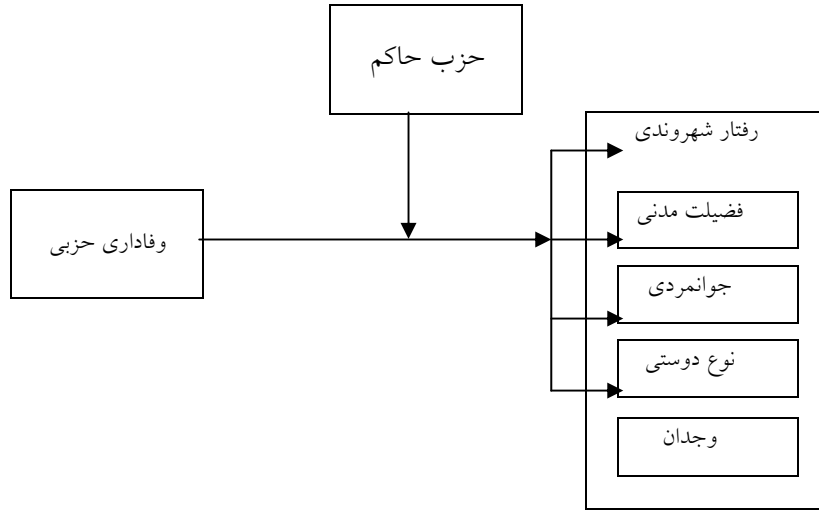 حزب حاکم
رفتار شهروندی
وفاداری حزبی
فضیلت مدنی
جوانمردی
نوع دوستی
وجدان